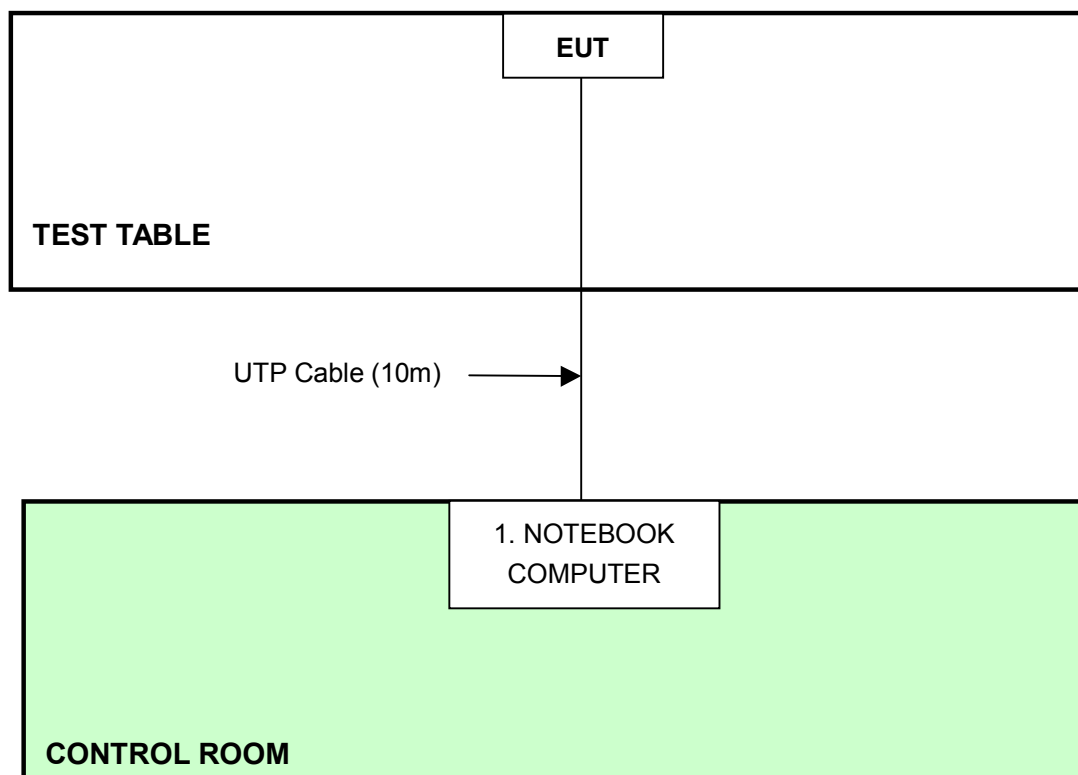 EUT
TEST TABLE
UTP Cable (10m)
1. NOTEBOOK
COMPUTER
CONTROL ROOM